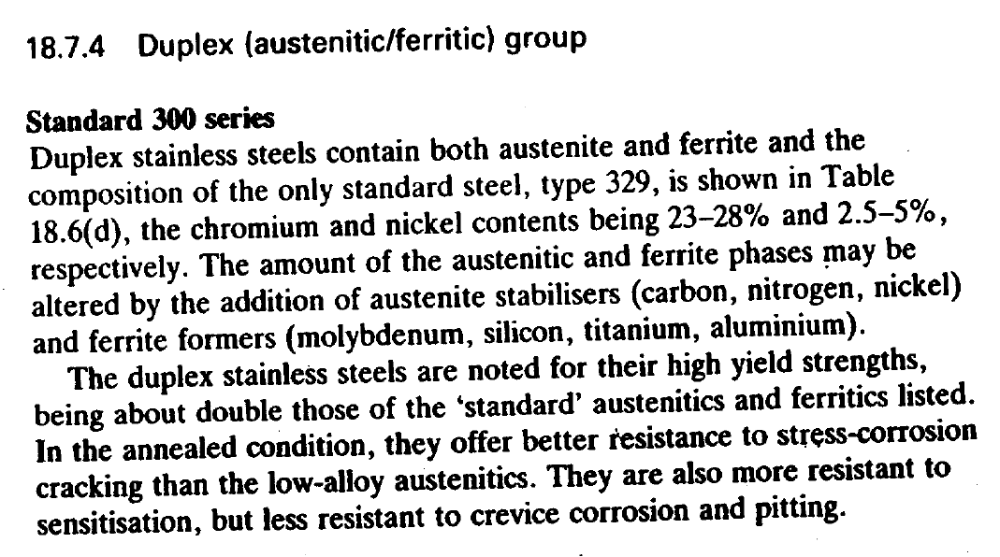 18.7.4 Duplex (austenitic/ferritic) group
Standard 300 series
Duplex stainless steels contain both austenite and ferrite and the
composition of the only standard steel, type 329, is shown in Table
18.6(d), the chromium and nickel contents being 23–28% and 2.5–5%,
respectively. The amount of the austenitic and ferrite phases may be
altered by the addition of austenite stabilisers (carbon, nitrogen, nickel)
and ferrite formers (molybdenum, silicon, titanium, aluminium).
The duplex stainless steels are noted for their high yield strengths,
being about double those of the ‘standard’ austenitics and ferritics listed.
In the annealed condition, they offer better resistance to stress-corrosion
cracking than the low-alloy austenitics. They are also more resistant to
sensitisation, but less resistant to crevice corrosion and pitting.